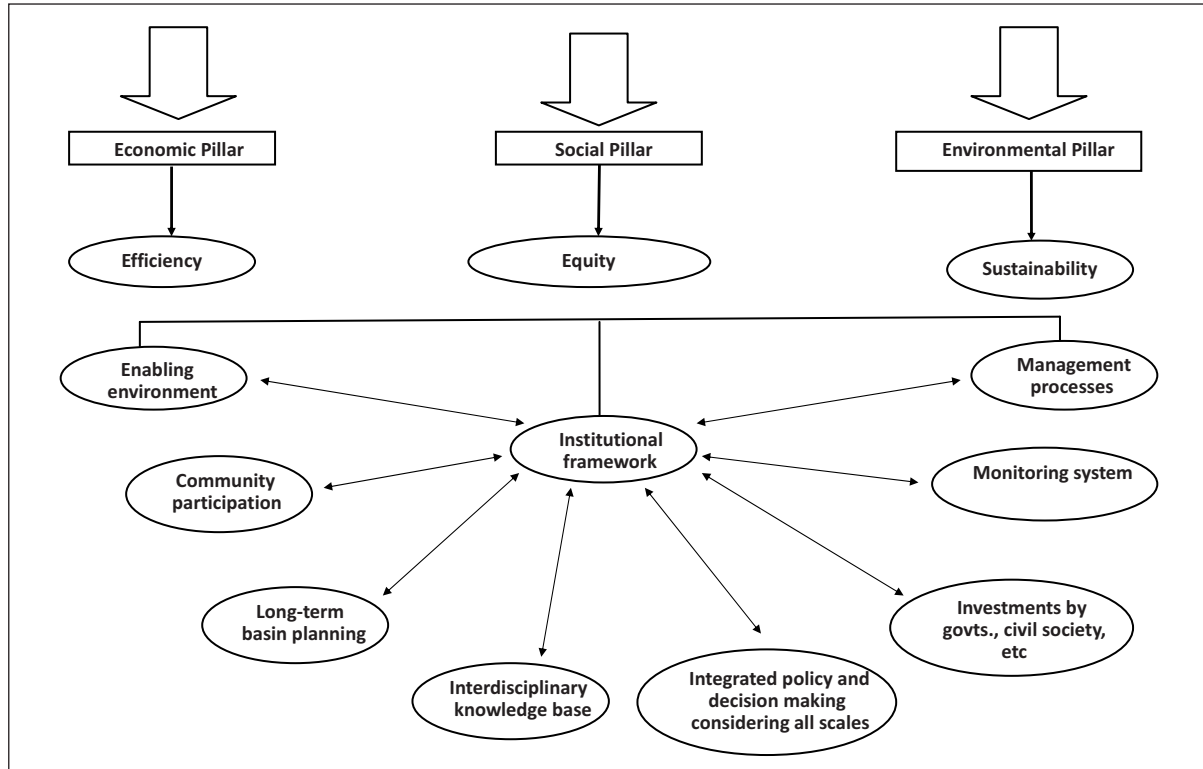 Economic Pillar
Social Pillar
Environmental Pillar
Efficiency
Equity
Sustainability
Enabling
environment
Management
processes
Institutional
framework
Community
participation
Monitoring system
Long-term
basin planning
Investments by
govts., civil society,
etc
Interdisciplinary
knowledge base
Integrated policy and
decision making
considering all scales